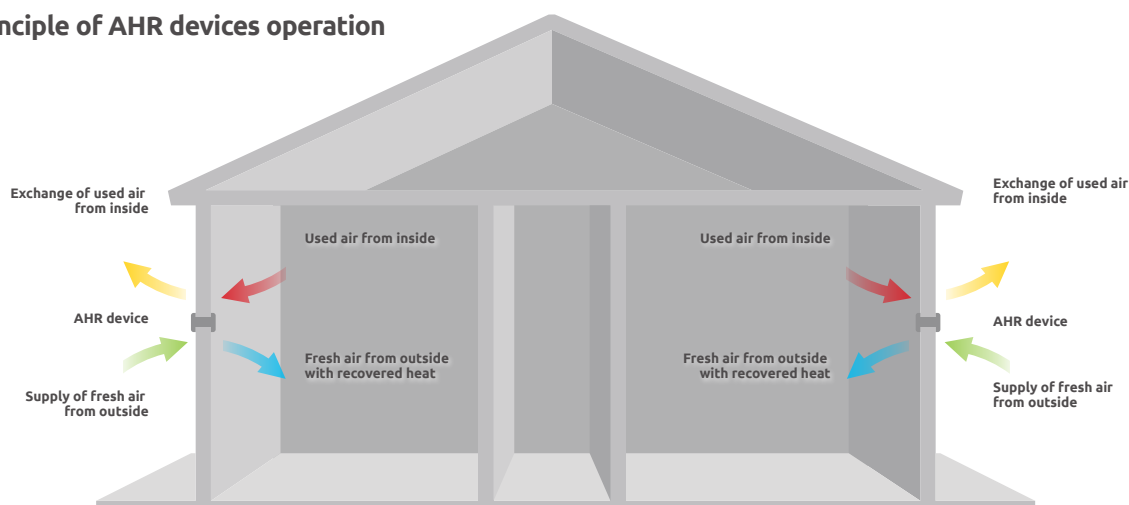 nciple of AHR devices operation
Exchange of used air
from inside
Used air from inside
AHR device
Fresh air from outside
with recovered heat
Supply of fresh air
from outside
Used air from inside
Exchange of used air
from inside
AHR device
Fresh air from outside
with recovered heat
Supply of fresh air
from outside